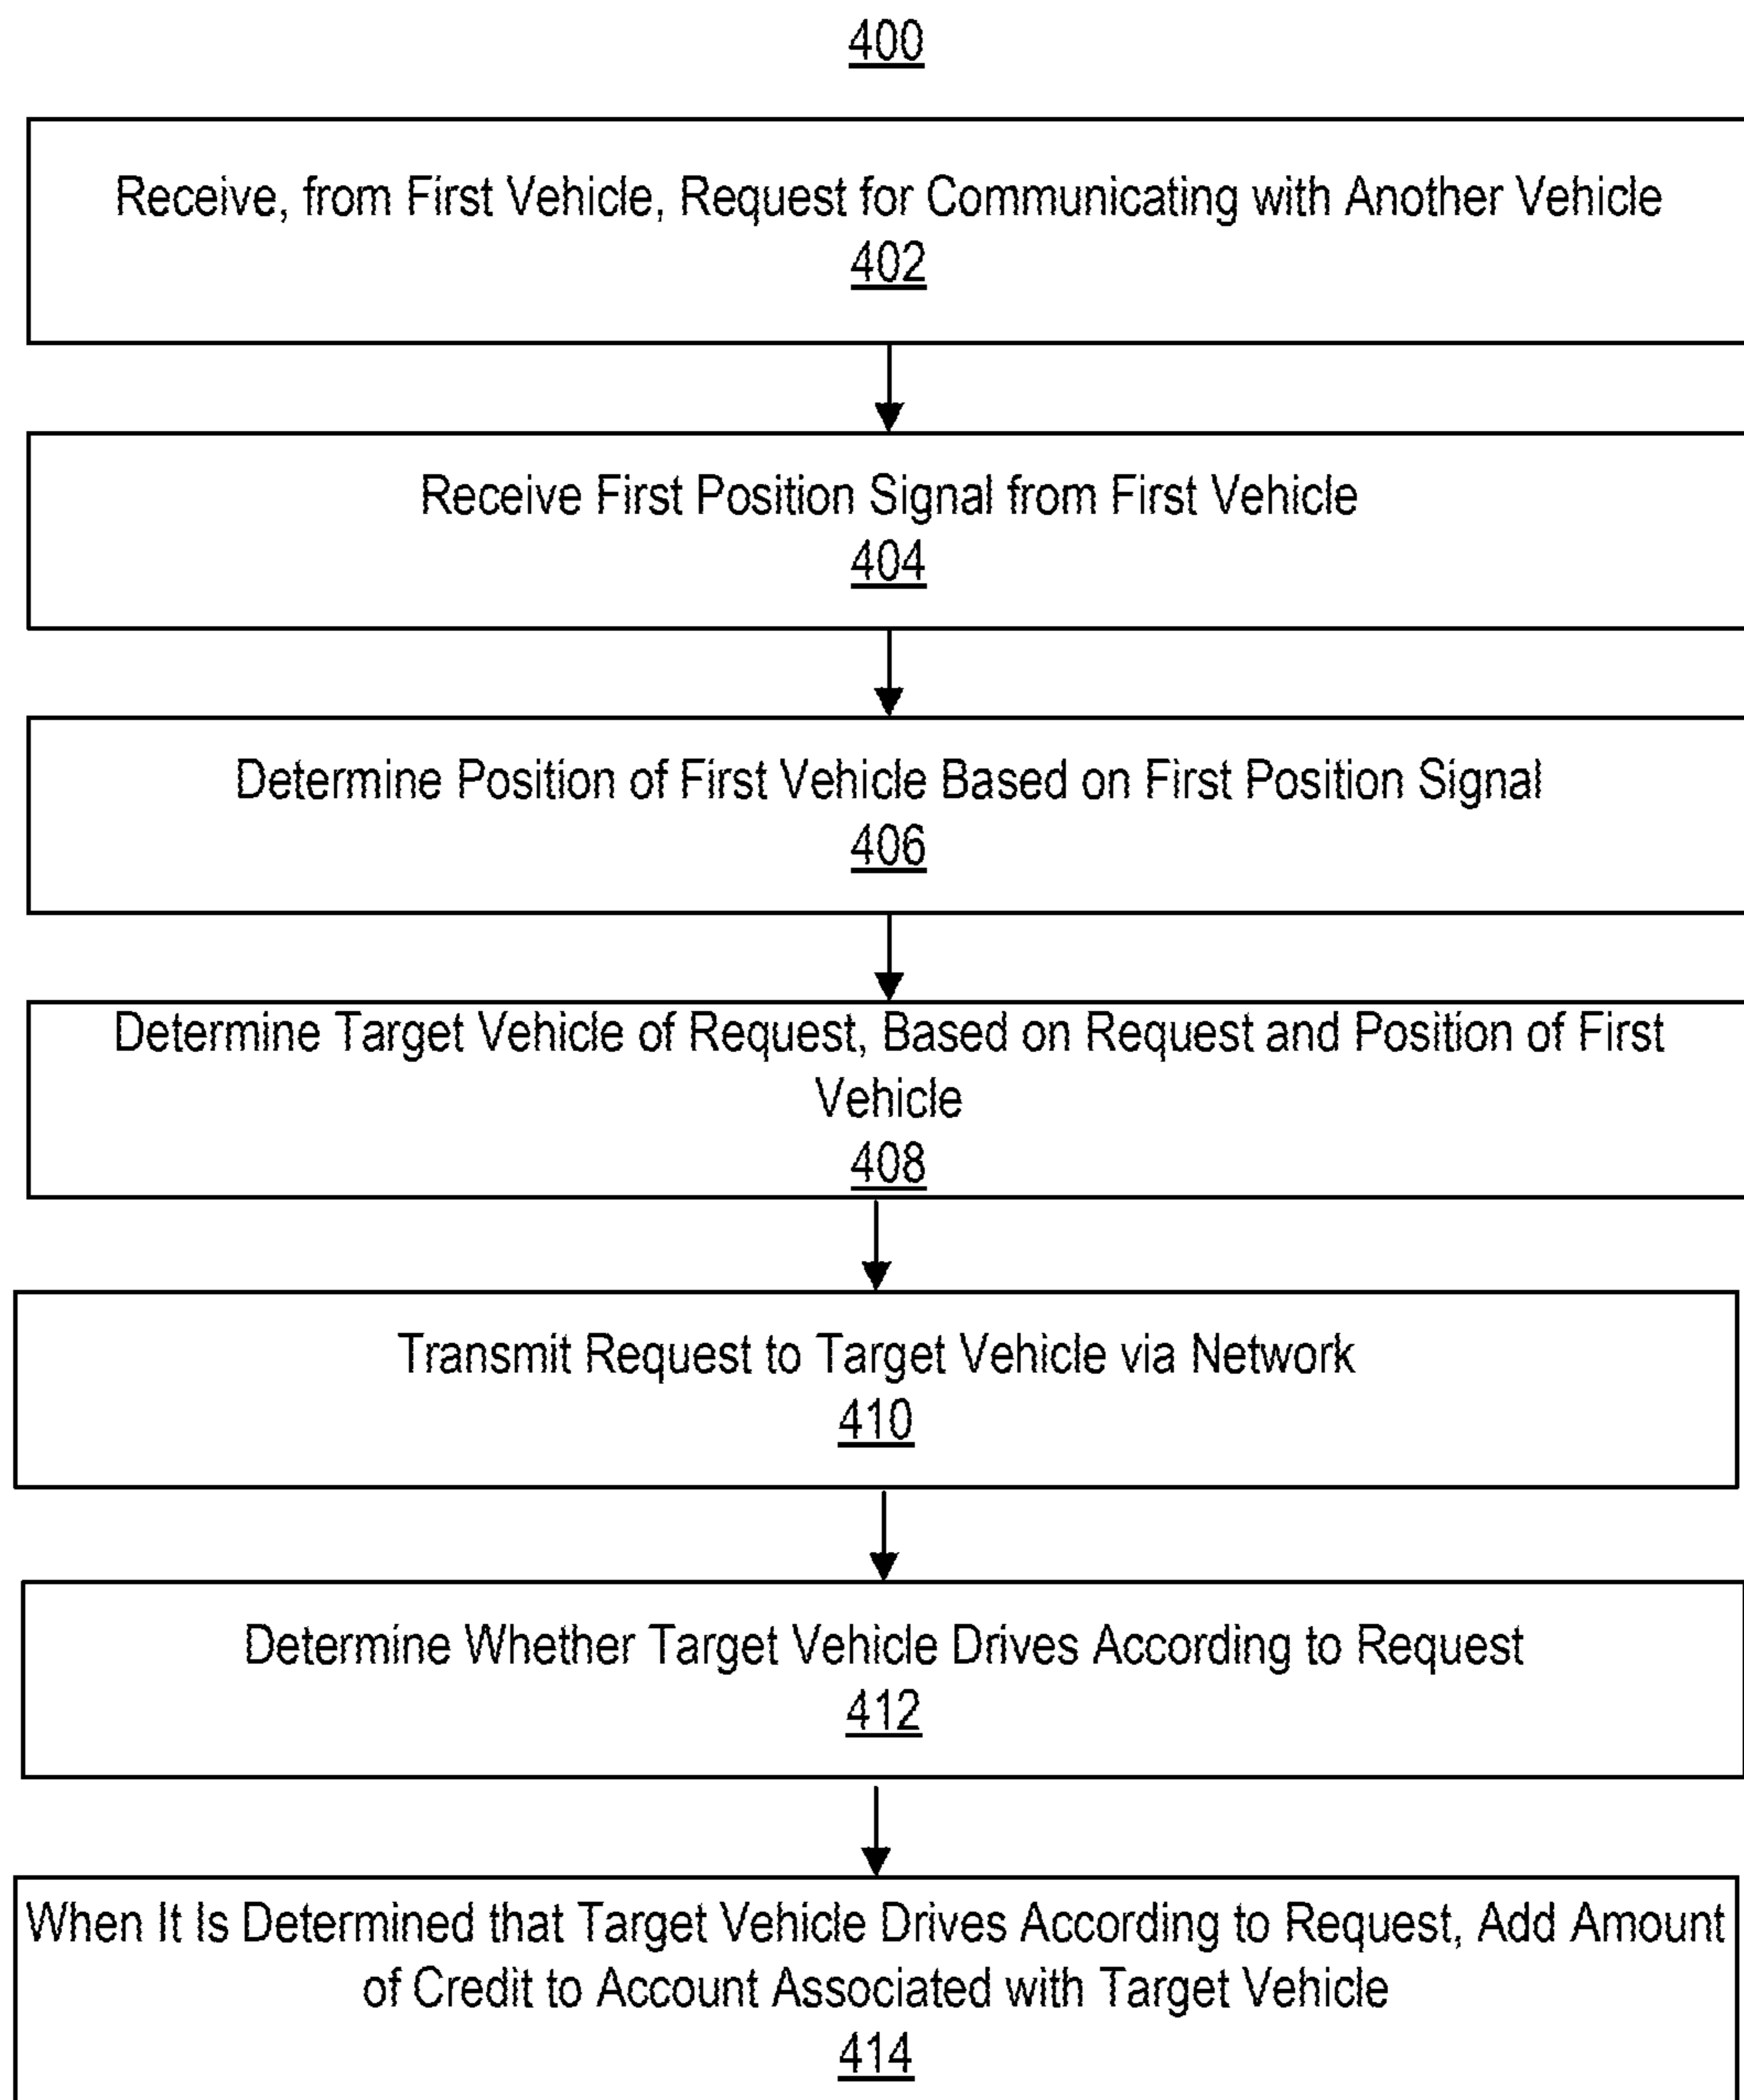 400
Receive, from First Vehicle, Request for Communicating with Another Vehicle
402
Receive First Position Signal from First Vehicle
404
Determine Position of First Vehicle Based on First Position Signal
406
Determine Target Vehicle of Request, Based on Request and Position of First
Vehicle
408
Transmit Request to Target Vehicle via Network
410
Determine Whether Target Vehicle Drives According to Request
412
When It Is Determined that Target Vehicle Drives According to Request, Add Amount
of Credit to Account Associated with Target Vehicle
414